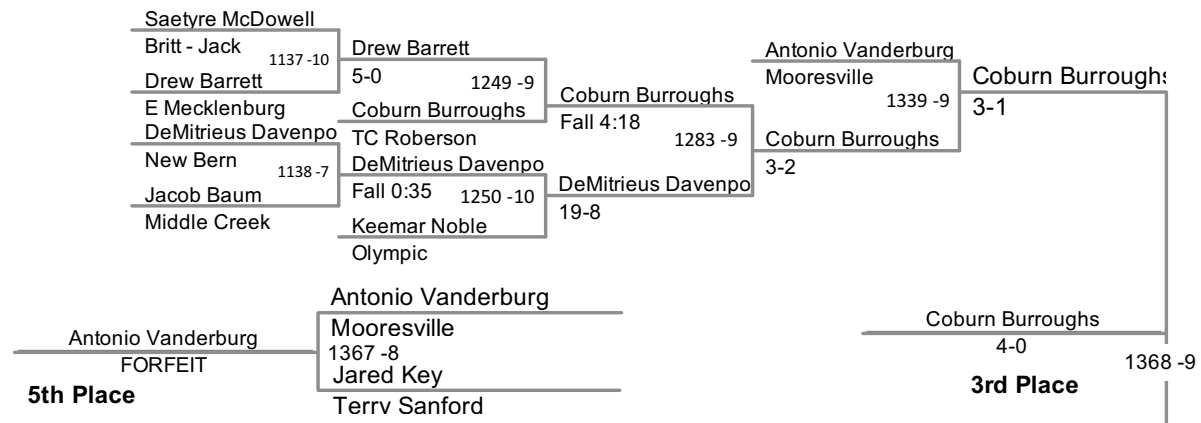 Saetyre McDowell
Britt - Jack
1137 -10
Drew Barrett
E Mecklenburg
DeMitrieus Davenpo
New Bern
1138 -7
Jacob Baum
Middle Creek
Drew Barrett
5-0
1249 -9
Coburn Burroughs
TC Roberson
DeMitrieus Davenpo
Fall 0:35
1250 -10
Keemar Noble
Olympic
Coburn Burroughs
Fall 4:18
1283 -9
DeMitrieus Davenpo
19-8
Antonio Vanderburg
Mooresville
1339 -9
Coburn Burroughs
3-2
Coburn Burroughs
3-1
Antonio Vanderburg
Mooresville
1367 -8
Jared Key
Terry Sanford
Antonio Vanderburg
FORFEIT
5th Place
Coburn Burroughs
4-0
1368 -9
3rd Place